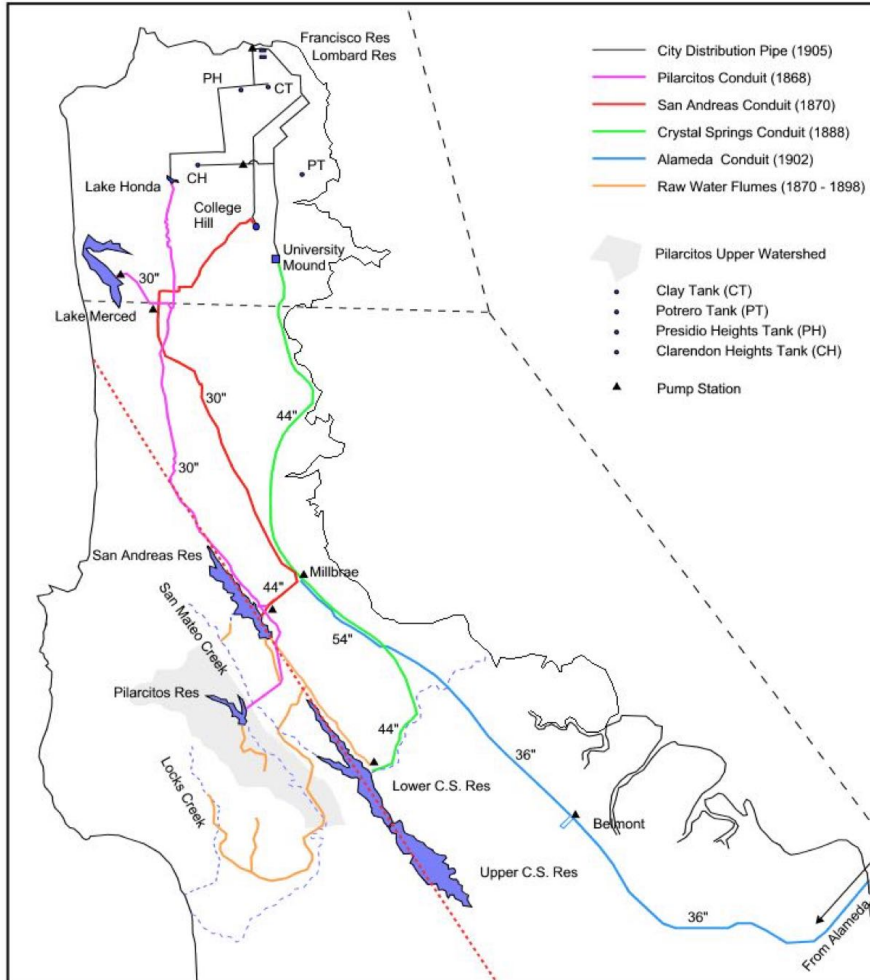 Francisco Res
Lombard Res
PH
CT
CH
PT
Lake Honda
College
Hill
University
Mound
30"
Lake Merced
30"
44"
30"
San Andreas Res
Millbrae
44"
San Mateo Creek
54"
Pilarcitos Res
44"
Locks Creek
Lower C.S. Res
36"
Belmont
Upper C.S. Res
36"
From Alameda
City Distribution Pipe (1905)
Pilarcitos Conduit (1868)
San Andreas Conduit (1870)
Crystal Springs Conduit (1888)
Alameda Conduit (1902)
Raw Water Flumes (1870 - 1898)
Pilarcitos Upper Watershed
Clay Tank (CT)
Potrero Tank (PT)
Presidio Heights Tank (PH)
Clarendon Heights Tank (CH)
Pump Station